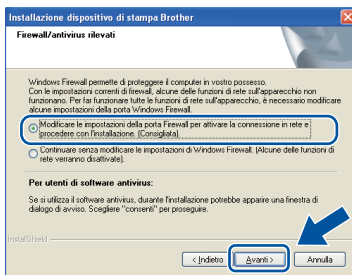 Installazione dispositivo di stampa Brother
Firewall/antivirus rilevati
Windows Firewall permette di proteggere il computer in vostro possesso.
Con le impostazioni correnti di firewall, alcune delle funzioni di rete sull'apparecchio non
funzionano. Per far funzionare tutte le funzioni di rete sull'apparecchio, è necessario modificare
alcune impostazioni della porta Windows Firewall.
Modificare le impostazioni della porta Firewall per attivare la connessione in rete e
procedere con l'installazione. (Consigliata).
Continuare senza modificare le impostazioni di Windows Firewall. (Alcune delle funzioni di
rete verranno disattivate).
Per utenti di software antivirus:
Se si utilizza il software antivirus, durante l'installazione potrebbe apparire una finestra di
dialogo di avviso. Scegliere "consenti" per proseguire.
InstallShield
< Indietro
Avanti >
Annulla